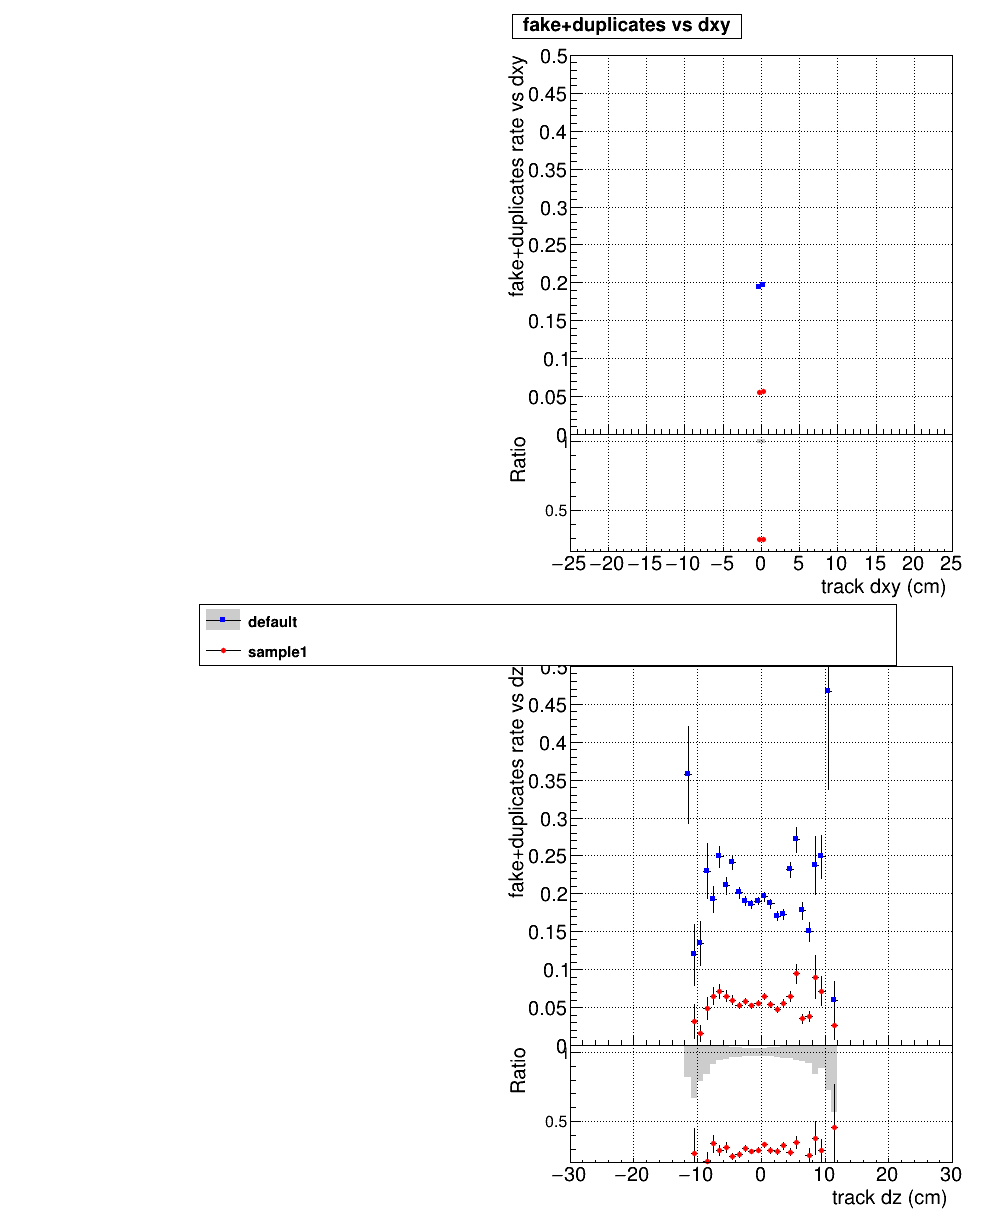 fake+duplicates vs dxy
fake+duplicates rate vs dxy
0.5
0.45
0.4
0.35
0.3
0.25
0.2
0.15
0.1
0.05
0
Ratio
1
0.5
−25 −20 −15 −10 −5 0 5 10 15 20 25
track dxy (cm)
default
sample1
fake+duplicates rate vs dz
0.5
0.45
0.4
0.35
0.3
0.25
0.2
0.15
0.1
0.05
0
Ratio
1
0.5
−30 −20 −10 0 10 20 30
track dz (cm)